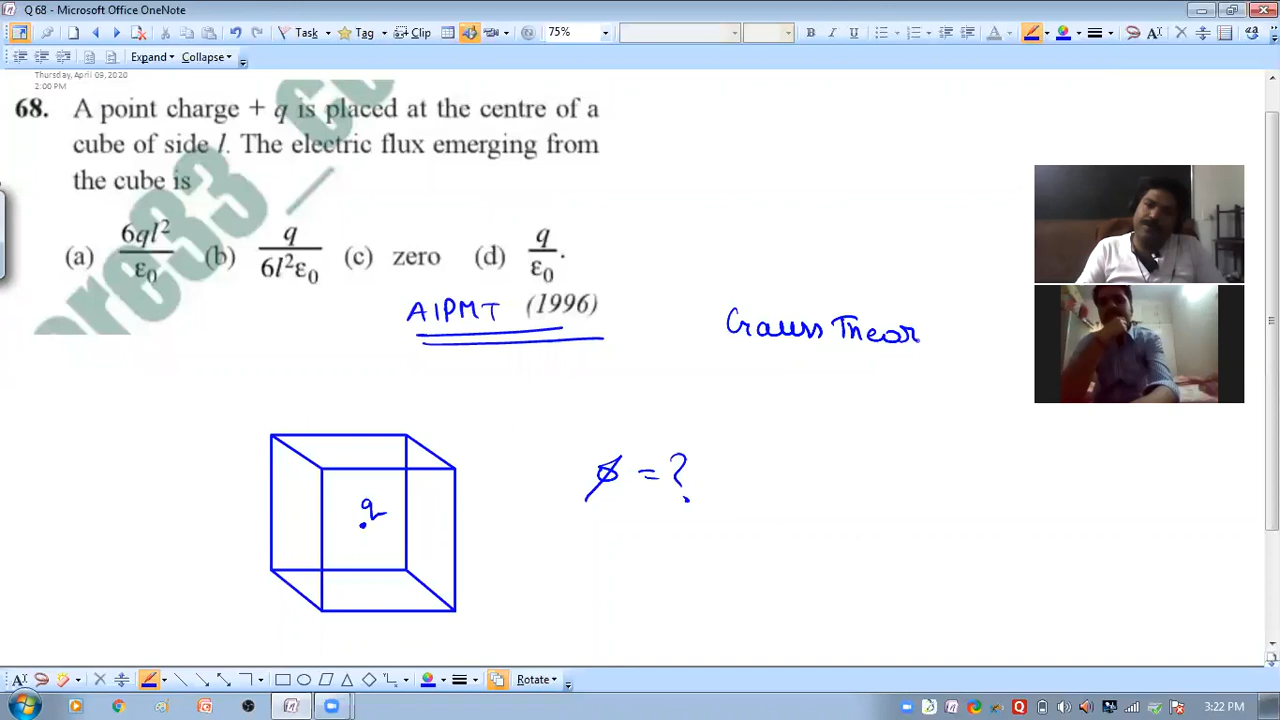 Q 68 - Microsoft Office OneNote
Task
Tag
Clip
75%
B I U
A
Expand Collapse
Thursday, April 09, 2020
2:00 PM
68. A point charge + q is placed at the centre of a
cube of side l. The electric flux emerging from
the cube is
(a) 6ql²/ε₀ (b) q/6l²ε₀ (c) zero (d) q/ε₀.
AIPMT (1996)
Gauss Theor
q
ϕ = ?
Rotate
3:22 PM